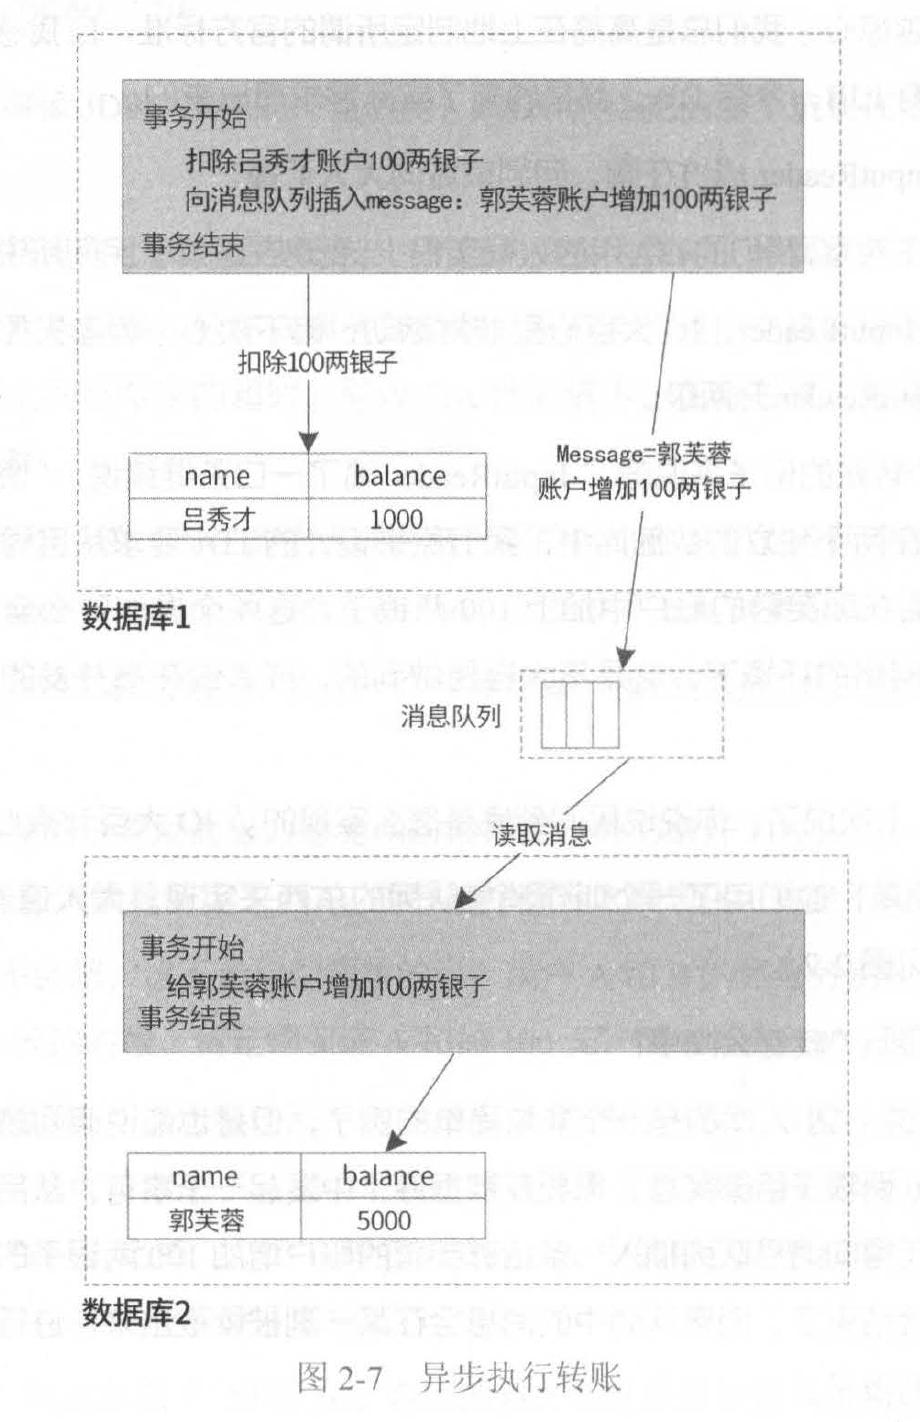 事务开始
扣除吕秀才账户100两银子
向消息队列插入message：郭芙蓉账户增加100两银子
事务结束
扣除100两银子
Message=郭芙蓉
账户增加100两银子
name balance
吕秀才 1000
数据库1
消息队列
读取消息
事务开始
给郭芙蓉账户增加100两银子
事务结束
name balance
郭芙蓉 5000
数据库2
图 2-7 异步执行转账